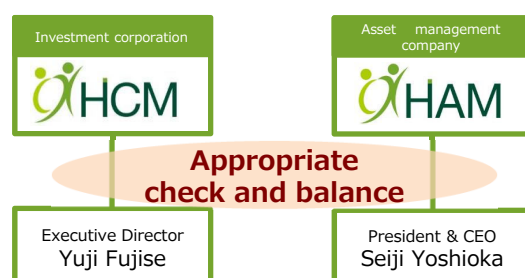 Investment corporation
HCM
Asset management
company
HAM
Appropriate
check and balance
Executive Director
Yuji Fujise
President & CEO
Seiji Yoshioka